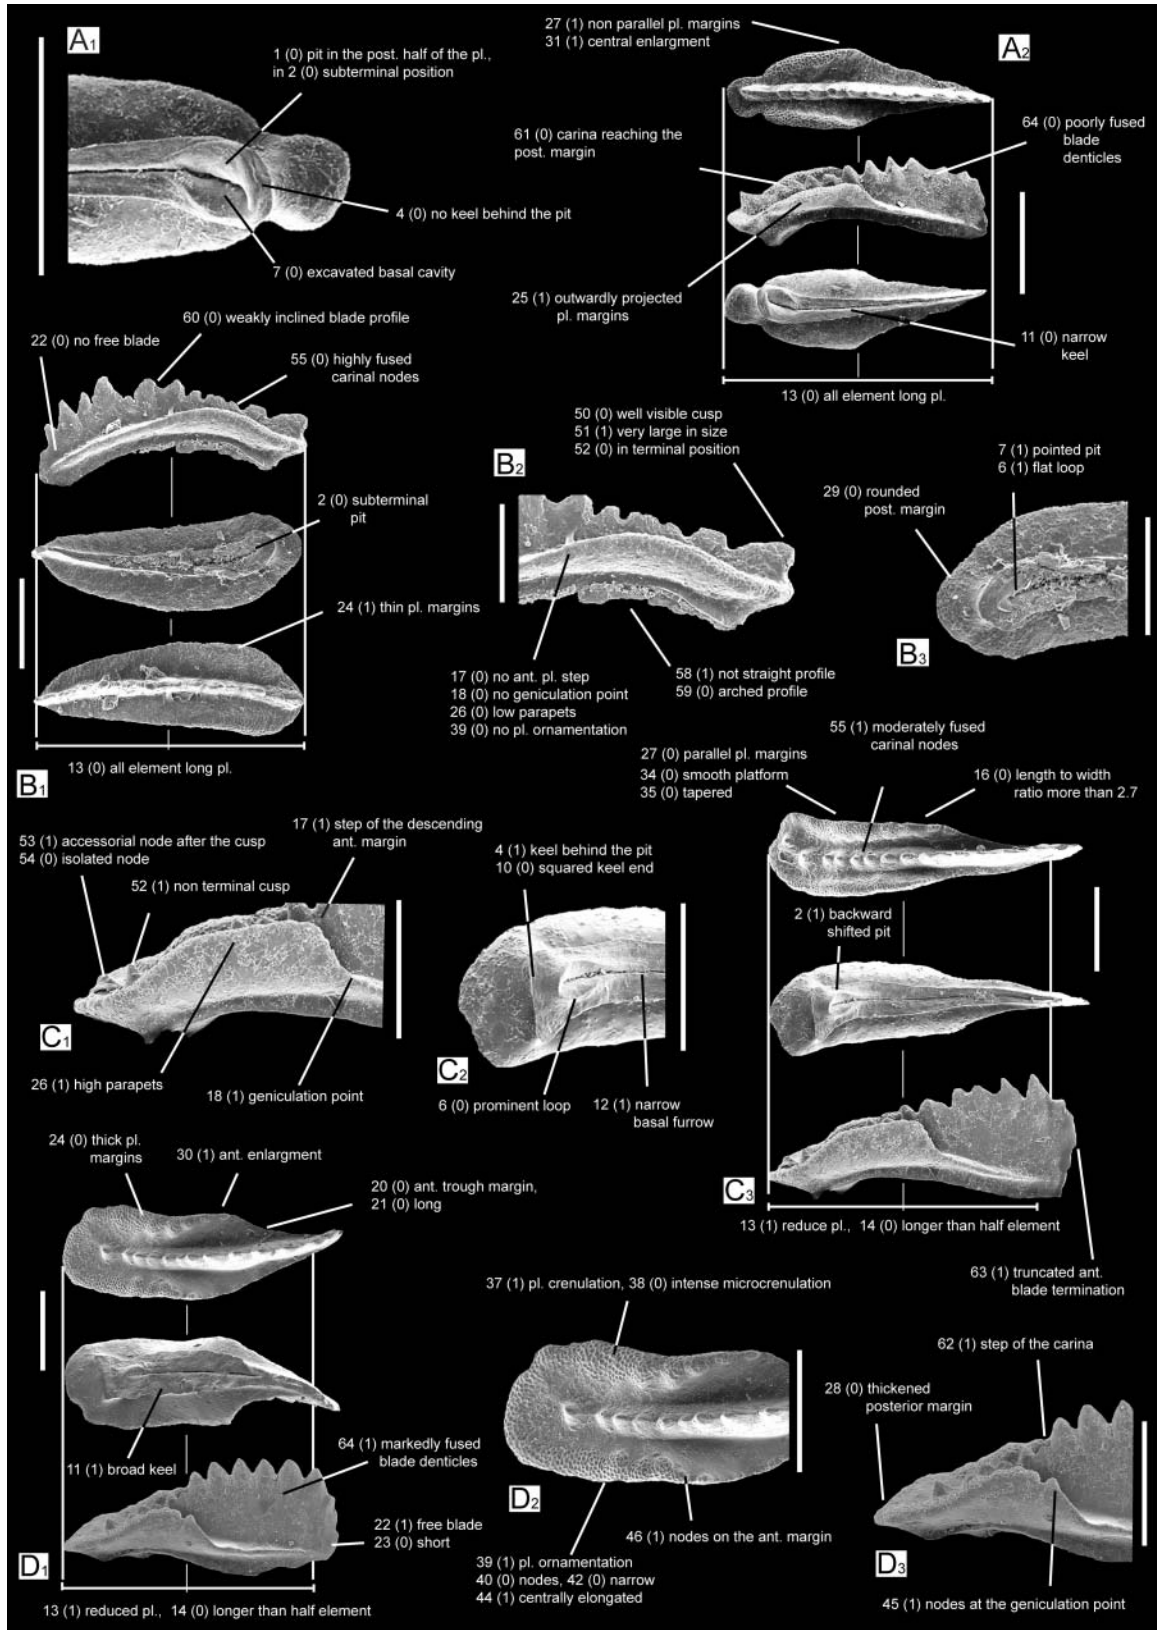 A1
1 (0) pit in the post. half of the pl.,
in 2 (0) subterminal position
4 (0) no keel behind the pit
7 (0) excavated basal cavity
27 (1) non parallel pl. margins
31 (1) central enlargment
A2
61 (0) carina reaching the
post. margin
64 (0) poorly fused
blade
denticles
25 (1) outwardly projected
pl. margins
11 (0) narrow
keel
13 (0) all element long pl.
60 (0) weakly inclined blade profile
22 (0) no free blade
55 (0) highly fused
carinal nodes
2 (0) subterminal
pit
24 (1) thin pl. margins
13 (0) all element long pl.
B1
50 (0) well visible cusp
51 (1) very large in size
52 (0) in terminal position
B2
17 (0) no ant. pl. step
18 (0) no geniculation point
26 (0) low parapets
39 (0) no pl. ornamentation
58 (1) not straight profile
59 (0) arched profile
7 (1) pointed pit
6 (1) flat loop
29 (0) rounded
post. margin
B3
53 (1) accessorial node after the cusp
54 (0) isolated node
17 (1) step of the descending
ant. margin
52 (1) non terminal cusp
C1
26 (1) high parapets
18 (1) geniculation point
4 (1) keel behind the pit
10 (0) squared keel end
C2
6 (0) prominent loop
12 (1) narrow
basal furrow
55 (1) moderately fused
carinal nodes
27 (0) parallel pl. margins
34 (0) smooth platform
35 (0) tapered
16 (0) length to width
ratio more than 2.7
2 (1) backward
shifted pit
C3
13 (1) reduce pl., 14 (0) longer than half element
63 (1) truncated ant.
blade termination
24 (0) thick pl.
margins
30 (1) ant. enlargment
20 (0) ant. trough margin,
21 (0) long
11 (1) broad keel
64 (1) markedly fused
blade denticles
22 (1) free blade
23 (0) short
D1
13 (1) reduced pl., 14 (0) longer than half element
37 (1) pl. crenulation, 38 (0) intense microcrenulation
D2
46 (1) nodes on the ant. margin
39 (1) pl. ornamentation
40 (0) nodes, 42 (0) narrow
44 (1) centrally elongated
62 (1) step of the carina
28 (0) thickened
posterior margin
D3
45 (1) nodes at the geniculation point